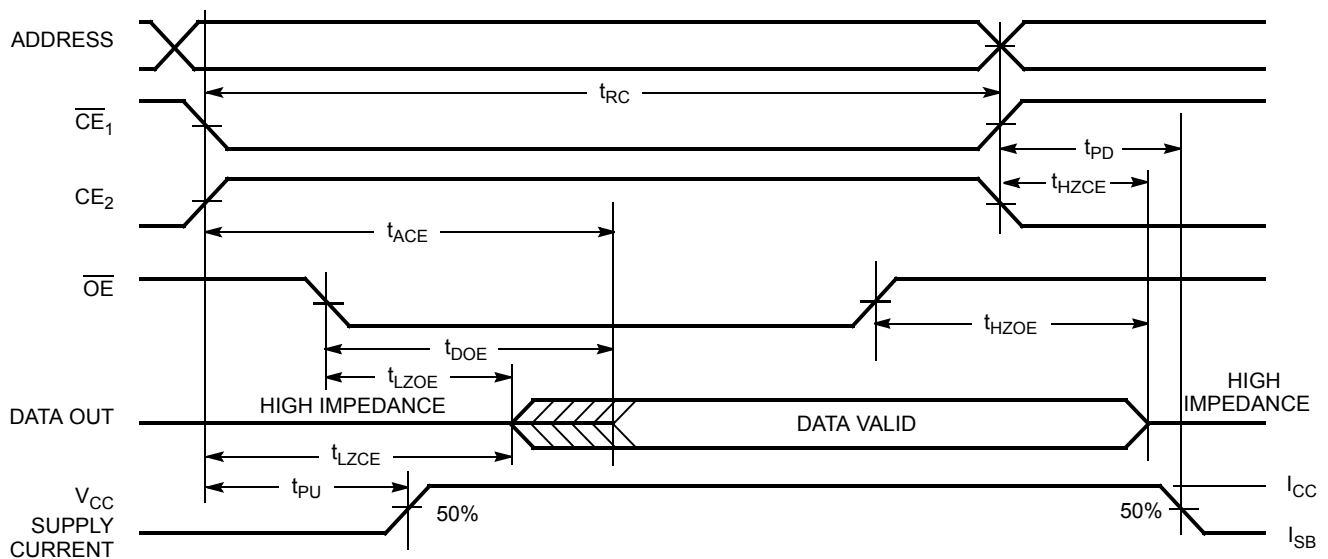 ADDRESS
tRC
CE1
tPD
tHZCE
CE2
tACE
OE
tHZOE
tDOE
tLZOE
HIGH IMPEDANCE
HIGH
IMPEDANCE
DATA OUT
DATA VALID
tLZCE
tPU
VCC
SUPPLY
CURRENT
50%
50%
ICC
ISB